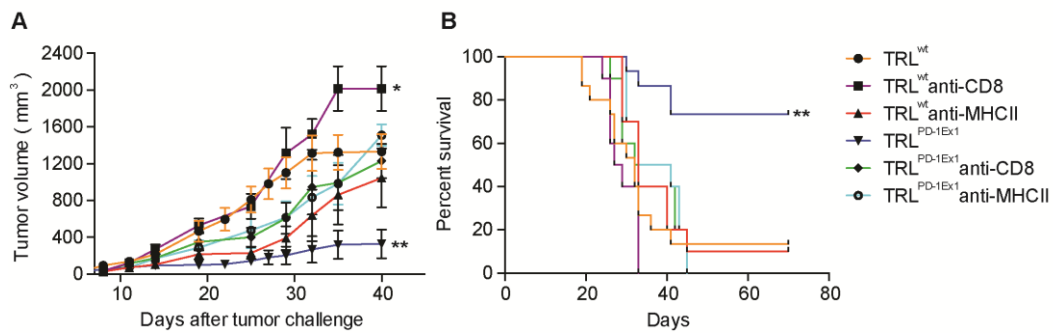 A
Tumor volume ( mm³ )
2400
2000
1600
1200
800
400
0
10
20
30
40
Days after tumor challenge
*
**
B
Percent survival
100
80
60
40
20
0
0
20
40
60
80
Days
**
TRLwt
TRLwt anti-CD8
TRLwt anti-MHCII
TRLPD-1Ex1
TRLPD-1Ex1 anti-CD8
TRLPD-1Ex1 anti-MHCII